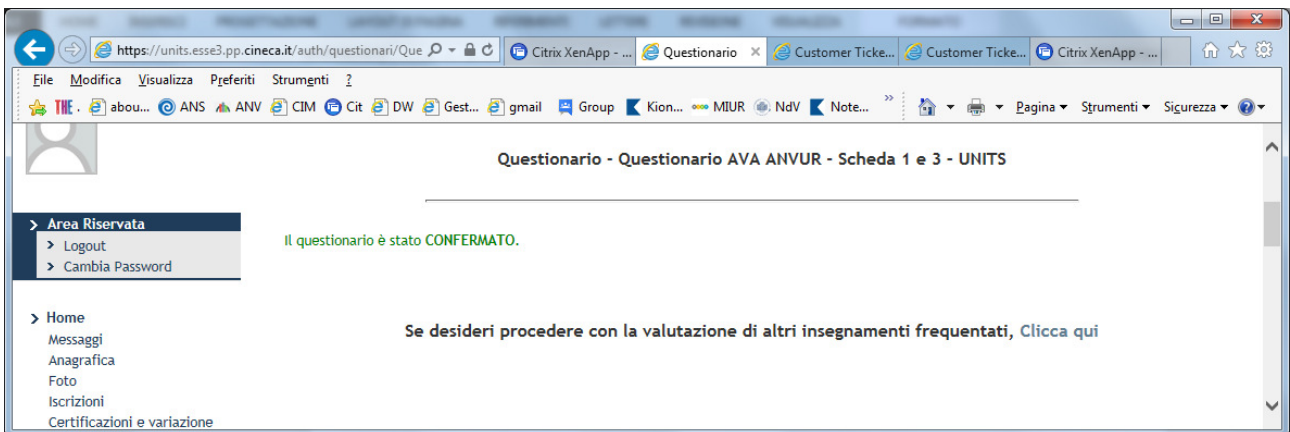 https://units.esse3.pp.cineca.it/auth/questionari/Que
Citrix XenApp - ...
Questionario
Customer Ticke...
Customer Ticke...
Citrix XenApp - ...
File Modifica Visualizza Preferiti Strumenti ?
THE . abou... ANS ANV CIM Cit DW Gest... gmail Group Kion... MIUR NdV Note... » Pagina Strumenti Sicurezza
Questionario - Questionario AVA ANVUR - Scheda 1 e 3 - UNITS
Area Riservata
Logout
Cambia Password
Il questionario è stato CONFERMATO.
Home
Messaggi
Anagrafica
Foto
Iscrizioni
Certificazioni e variazione
Se desideri procedere con la valutazione di altri insegnamenti frequentati, Clicca qui